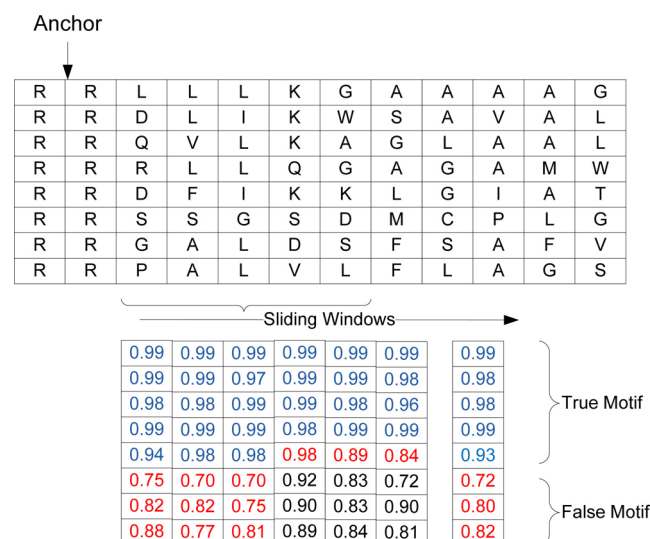 Anchor
R R L L L K G A A A A G
R R D L I K W S A V A L
R R Q V L K A G L A A L
R R R L L Q G A G A M W
R R D F I K K L G I A T
R R S S G S D M C P L G
R R G A L D S F S A F V
R R P A L V L F L A G S
Sliding Windows
0.99 0.99 0.99 0.99 0.99 0.99 0.99
0.99 0.99 0.97 0.99 0.99 0.98 0.98
0.98 0.98 0.99 0.99 0.98 0.96 0.98
True Motif
0.99 0.99 0.99 0.98 0.99 0.99 0.99
0.94 0.98 0.98 0.98 0.89 0.84 0.93
0.75 0.70 0.70 0.92 0.83 0.72 0.72
0.82 0.82 0.75 0.90 0.83 0.90 0.80
False Motif
0.88 0.77 0.81 0.89 0.84 0.81 0.82